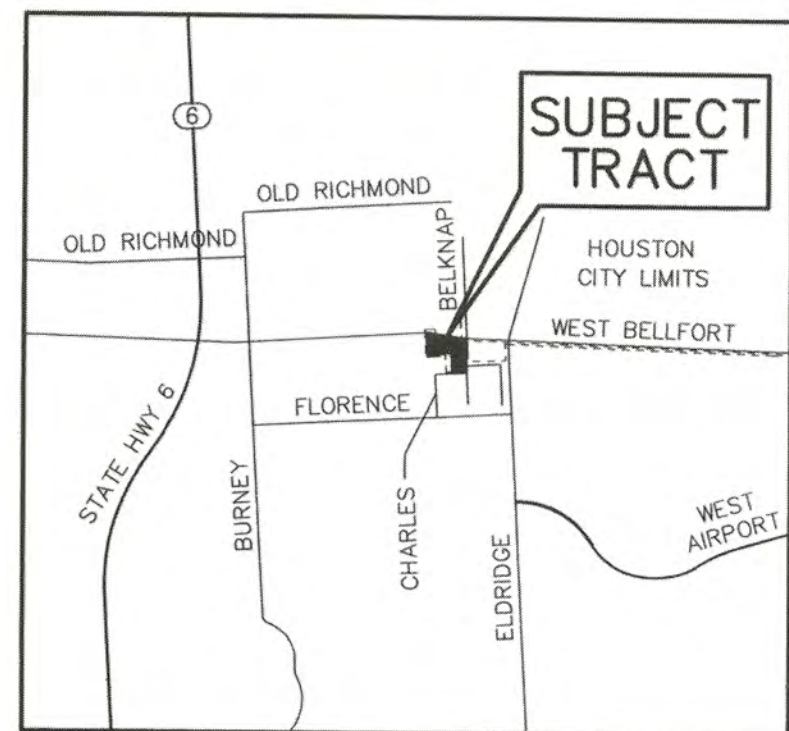 6
SUBJECT
TRACT
OLD RICHMOND
OLD RICHMOND
BELKNAP
HOUSTON
CITY LIMITS
WEST BELLFORT
FLORENCE
STATE HWY 6
BURNEY
CHARLES
ELDRIDGE
WEST
AIRPORT